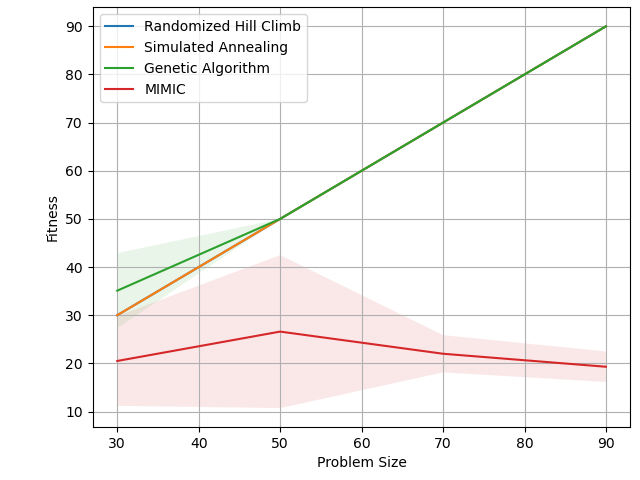 Randomized Hill Climb
Simulated Annealing
Genetic Algorithm
MIMIC
90
80
70
60
50
40
30
20
10
Fitness
30 40 50 60 70 80 90
Problem Size